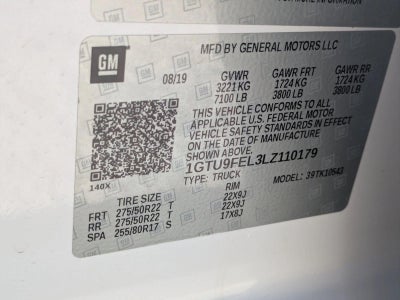 GM
MFD BY GENERAL MOTORS LLC
08/19 GVWR GAWR FRT GAWR RR
3221 KG 1724 KG 1724 KG
7100 LB 3800 LB 3800 LB
THIS VEHICLE CONFORMS TO ALL
APPLICABLE U.S. FEDERAL MOTOR
VEHICLE SAFETY STANDARDS IN EFFECT
ON THE DATE OF MANUFACTURE
SHOWN ABOVE.
1GTU9FEL3LZ110179
140X TYPE: TRUCK MODEL: 39TK10543
TIRE SIZE RIM
FRT 275/50R22 T 22X9J
RR 275/50R22 T 22X9J
SPA 255/80R17 S 17X8J